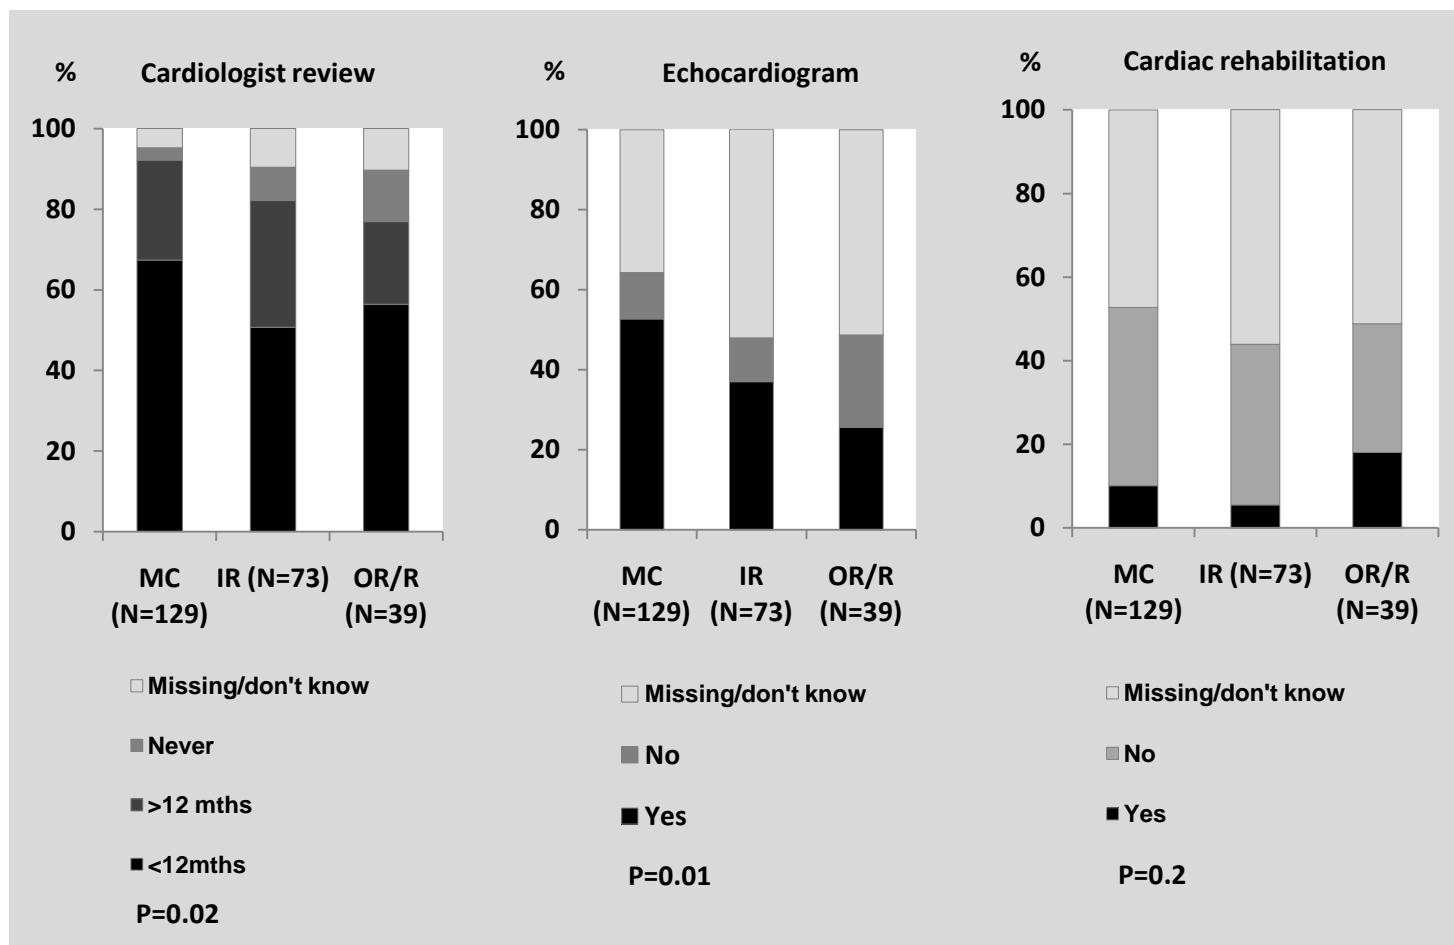 % Cardiologist review
100
80
60
40
20
0
MC IR (N=73) OR/R
(N=129) (N=39)
Missing/don't know
Never
>12 mths
<12mths
P=0.02
% Echocardiogram
100
80
60
40
20
0
MC IR OR/R
(N=129) (N=73) (N=39)
Missing/don't know
No
Yes
P=0.01
% Cardiac rehabilitation
100
80
60
40
20
0
MC IR (N=73) OR/R
(N=129) (N=39)
Missing/don't know
No
Yes
P=0.2